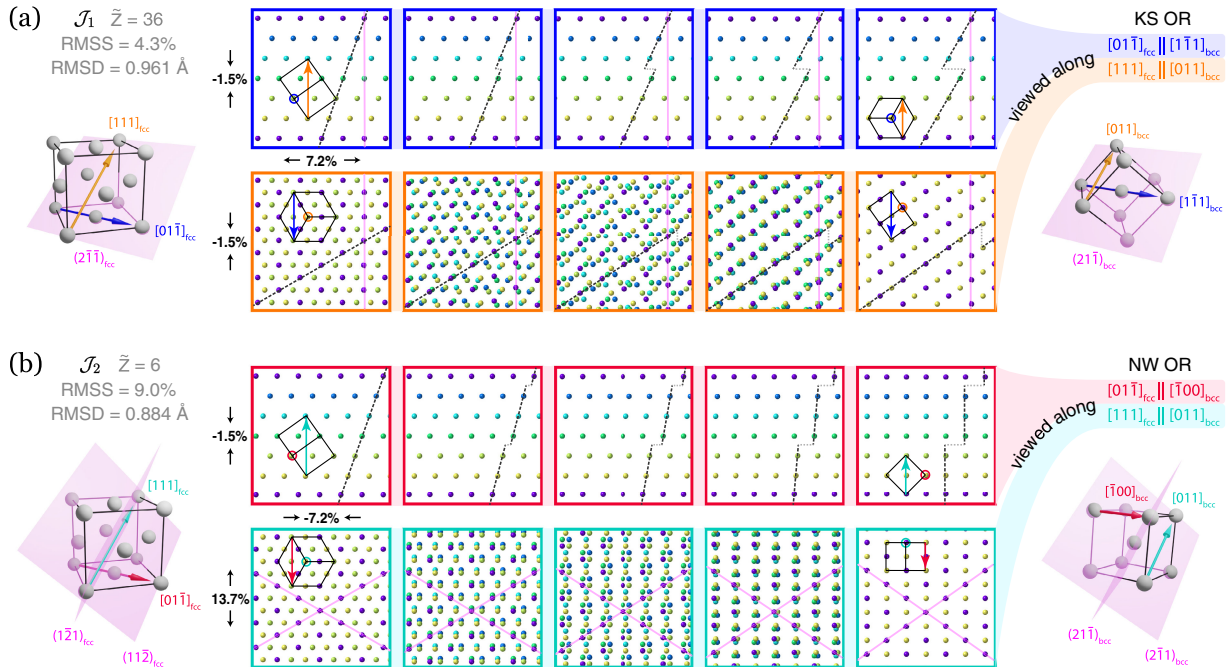 (a)
𝒥₁ Z̃ = 36
RMSS = 4.3%
RMSD = 0.961 Å
[111]fcc
[011̄]fcc
(21̄1̄)fcc
-1.5%
7.2%
-1.5%
viewed along
KS OR
[011̄]fcc ∥ [11̄1]bcc
[111]fcc ∥ [011]bcc
[011]bcc
[11̄1]bcc
(211̄)bcc
(b)
𝒥₂ Z̃ = 6
RMSS = 9.0%
RMSD = 0.884 Å
[111]fcc
[011̄]fcc
(12̄1)fcc
(112̄)fcc
-1.5%
-7.2%
13.7%
viewed along
NW OR
[011̄]fcc ∥ [1̄00]bcc
[111]fcc ∥ [011]bcc
[1̄00]bcc
[011]bcc
(211̄)bcc
(21̄1)bcc